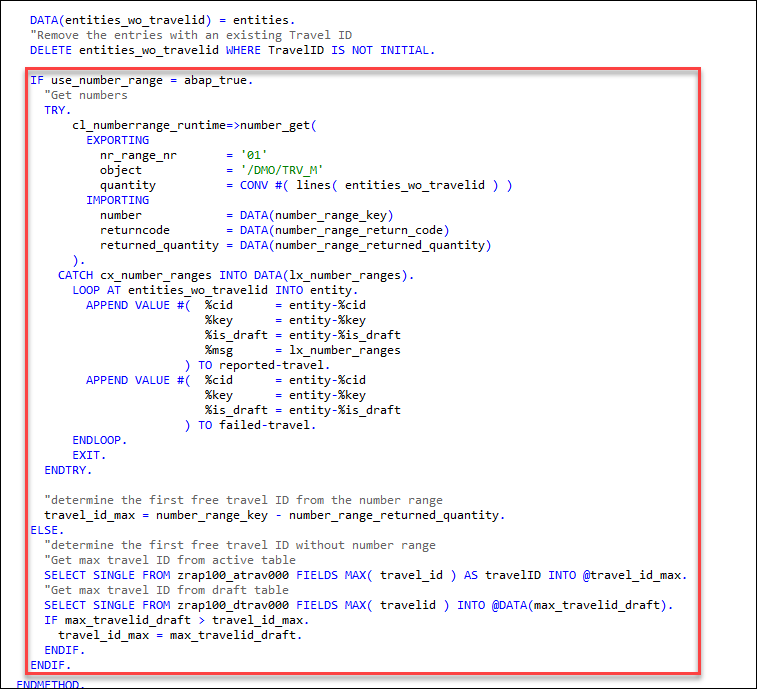 DATA(entities_wo_travelid) = entities.
"Remove the entries with an existing Travel ID
DELETE entities_wo_travelid WHERE TravelID IS NOT INITIAL.
IF use_number_range = abap_true.
"Get numbers
TRY.
cl_numberrange_runtime=>number_get(
EXPORTING
nr_range_nr       = '01'
object            = '/DMO/TRV_M'
quantity          = CONV #( lines( entities_wo_travelid ) )
IMPORTING
number            = DATA(number_range_key)
returncode        = DATA(number_range_return_code)
returned_quantity = DATA(number_range_returned_quantity)
).
CATCH cx_number_ranges INTO DATA(lx_number_ranges).
LOOP AT entities_wo_travelid INTO entity.
APPEND VALUE #(  %cid      = entity-%cid
%key      = entity-%key
%is_draft = entity-%is_draft
%msg      = lx_number_ranges
) TO reported-travel.
APPEND VALUE #(  %cid      = entity-%cid
%key      = entity-%key
%is_draft = entity-%is_draft
) TO failed-travel.
ENDLOOP.
EXIT.
ENDTRY.
"determine the first free travel ID from the number range
travel_id_max = number_range_key - number_range_returned_quantity.
ELSE.
"determine the first free travel ID without number range
"Get max travel ID from active table
SELECT SINGLE FROM zrap100_atrav000 FIELDS MAX( travel_id ) AS travelID INTO @travel_id_max.
"Get max travel ID from draft table
SELECT SINGLE FROM zrap100_dtrav000 FIELDS MAX( travelid ) INTO @DATA(max_travelid_draft).
IF max_travelid_draft > travel_id_max.
travel_id_max = max_travelid_draft.
ENDIF.
ENDIF.
ENDMETHOD.